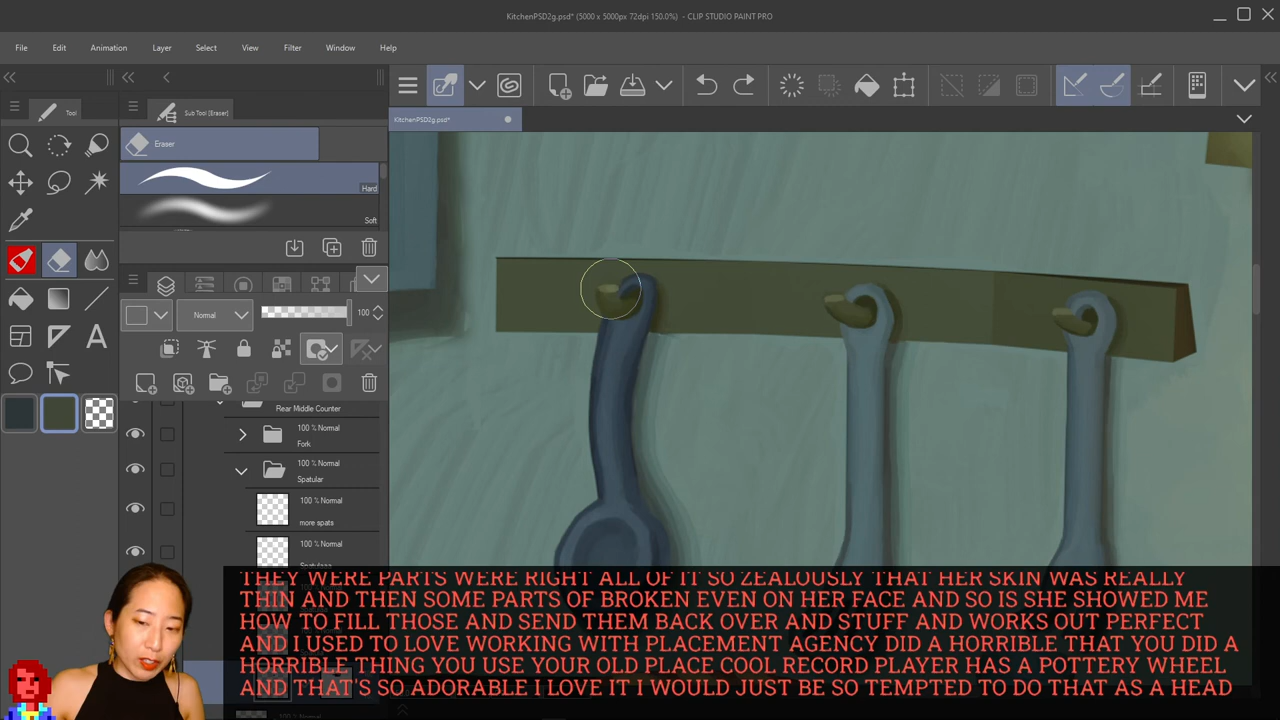 KitchenPSD2g.psd* (5000 x 5000px 72dpi 150.0%) - CLIP STUDIO PAINT PRO
File Edit Animation Layer Select View Filter Window Help
Tool
Sub Tool [Eraser]
KitchenPSD2g.psd*
Eraser
Hard
Soft
Normal
100
Rear Middle Counter
100 % Normal
Fork
100 % Normal
Spatular
100 % Normal
more spats
100 % Normal
THEY WERE PARTS WERE RIGHT ALL OF IT SO ZEALOUSLY THAT HER SKIN WAS REALLY
THIN AND THEN SOME PARTS OF BROKEN EVEN ON HER FACE AND SO IS SHE SHOWED ME
HOW TO FILL THOSE AND SEND THEM BACK OVER AND STUFF AND WORKS OUT PERFECT
AND I USED TO LOVE WORKING WITH PLACEMENT AGENCY DID A HORRIBLE THAT YOU DID A
HORRIBLE THING YOU USE YOUR OLD PLACE COOL RECORD PLAYER HAS A POTTERY WHEEL
AND THAT'S SO ADORABLE I LOVE IT I WOULD JUST BE SO TEMPTED TO DO THAT AS A HEAD